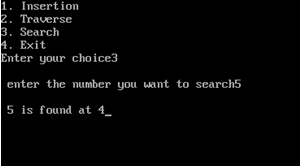 1. Insertion
2. Traverse
3. Search
4. Exit
Enter your choice3
enter the number you want to search5
5 is found at 4_